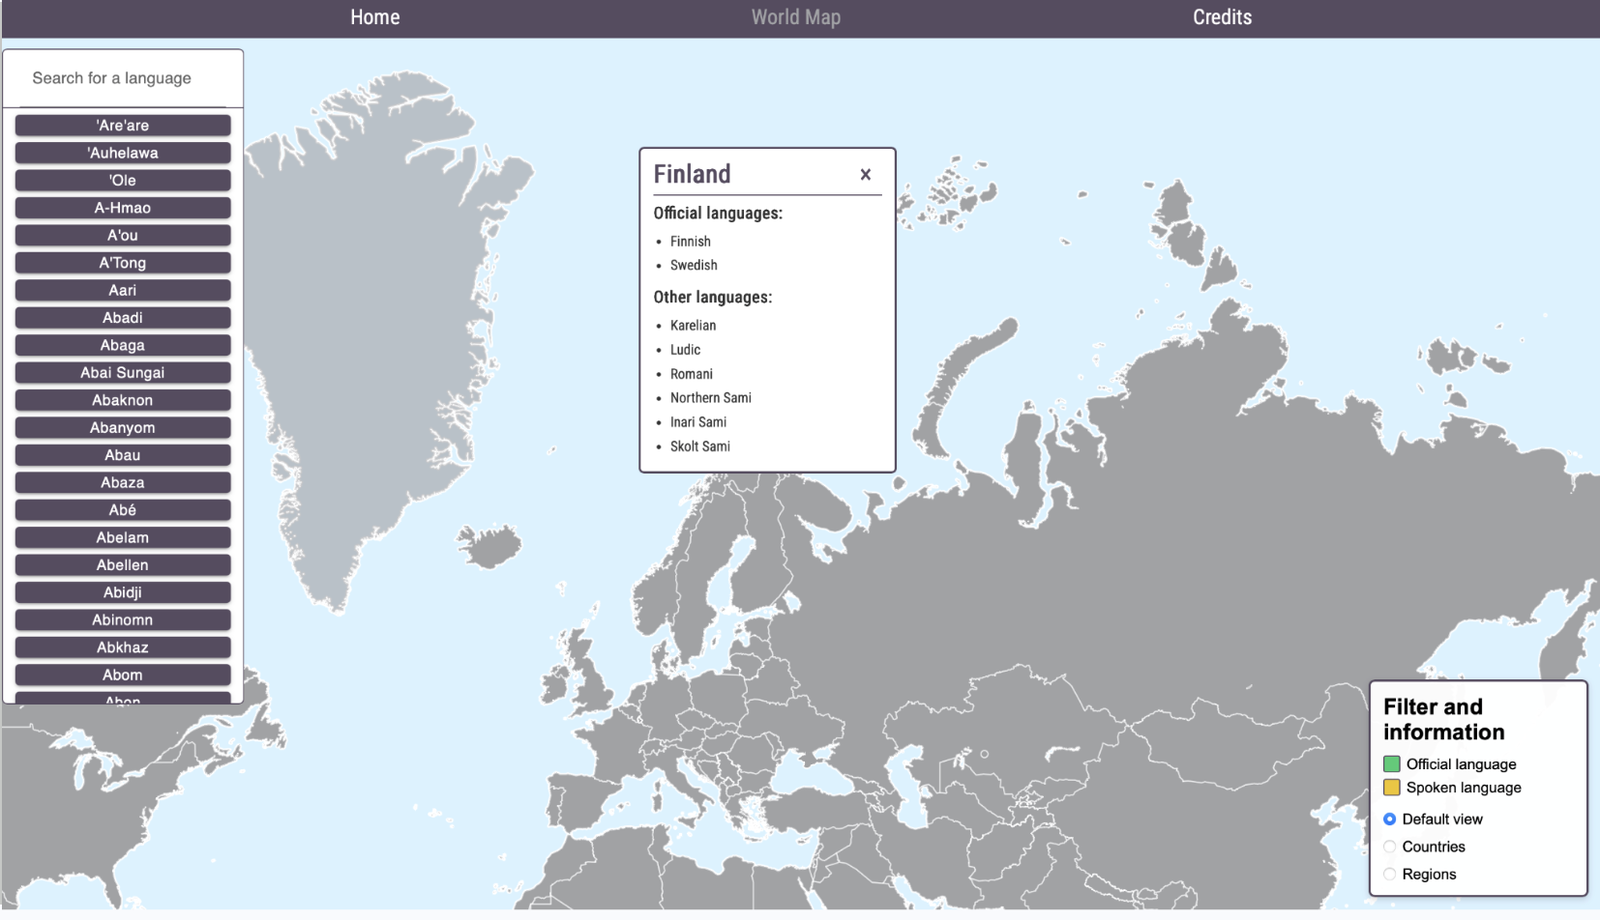 Home
World Map
Credits
Search for a language
'Are'are
'Auhelawa
'Ole
A-Hmao
A'ou
A'Tong
Aari
Abadi
Abaga
Abai Sungai
Abaknon
Abanyom
Abau
Abaza
Abé
Abelam
Abellen
Abidji
Abinomn
Abkhaz
Abom
Abon
Finland
×
Official languages:
• Finnish
• Swedish
Other languages:
• Karelian
• Ludic
• Romani
• Northern Sami
• Inari Sami
• Skolt Sami
Filter and
information
Official language
Spoken language
Default view
Countries
Regions